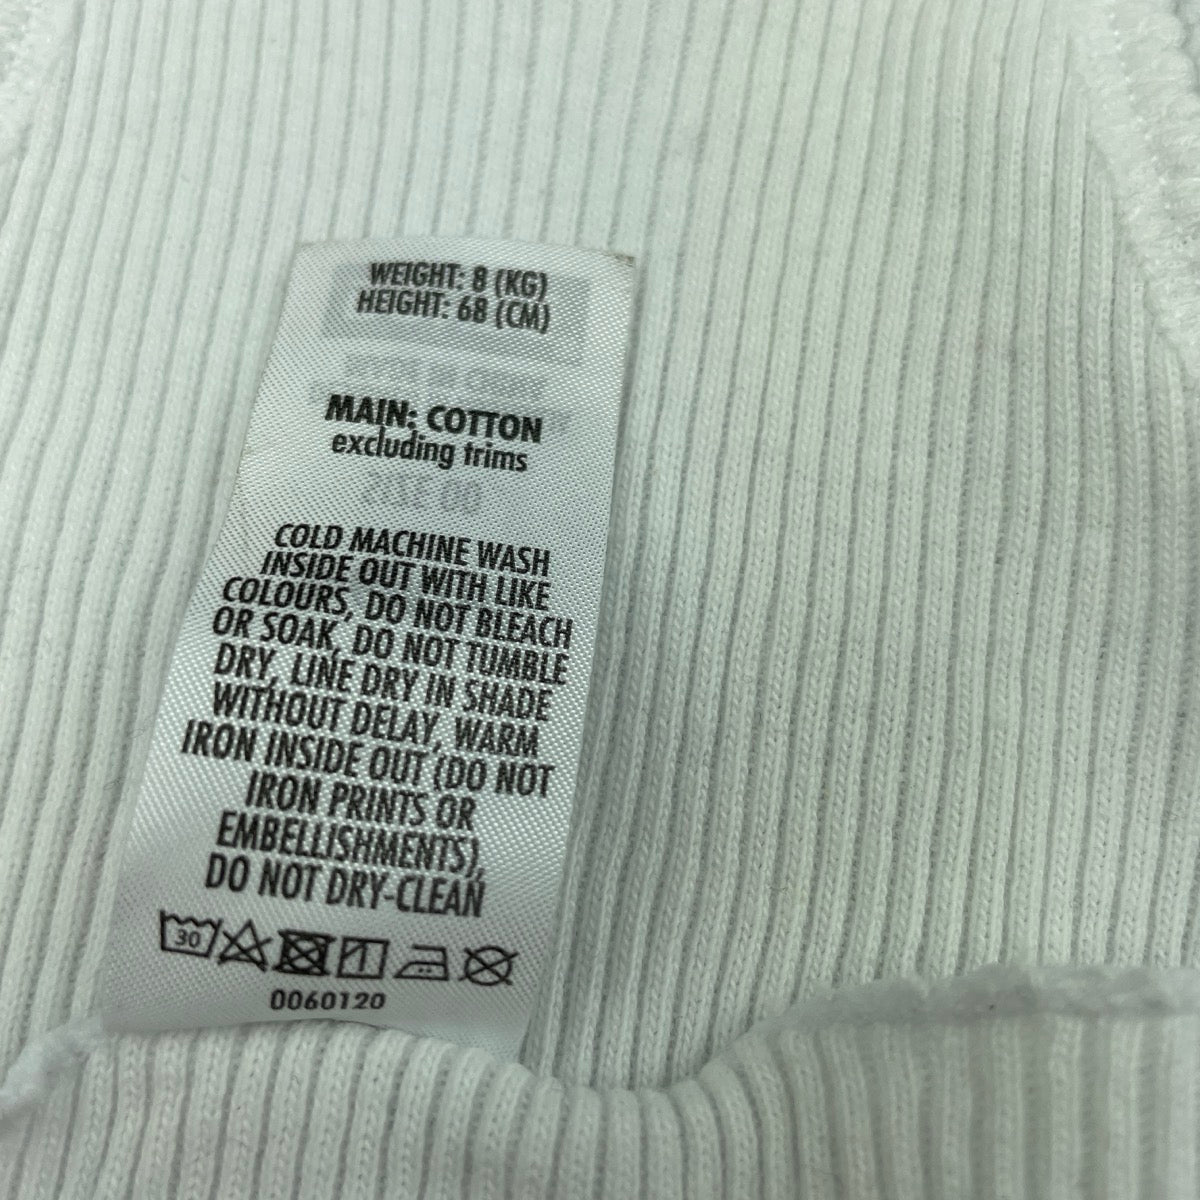 WEIGHT: 8 (KG)
HEIGHT: 68 (CM)
MAIN: COTTON
excluding trims
COLD MACHINE WASH
INSIDE OUT WITH LIKE
COLOURS, DO NOT BLEACH
OR SOAK, DO NOT TUMBLE
DRY, LINE DRY IN SHADE
WITHOUT DELAY, WARM
IRON INSIDE OUT (DO NOT
IRON PRINTS OR
EMBELLISHMENTS),
DO NOT DRY-CLEAN
30
0060120